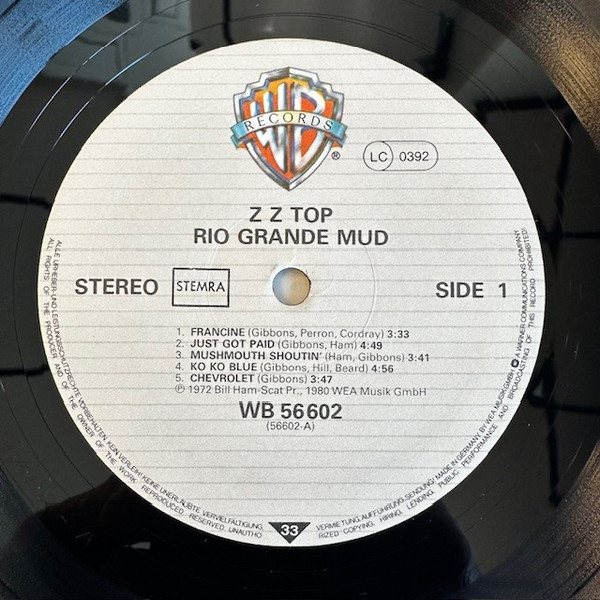 WB
RECORDS
®
LC 0392
Z Z TOP
RIO GRANDE MUD
STEREO STEMRA SIDE 1
1. FRANCINE (Gibbons, Perron, Cordray) 3:33
2. JUST GOT PAID (Gibbons, Ham) 4:49
3. MUSHMOUTH SHOUTIN' (Ham, Gibbons) 3:41
4. KO KO BLUE (Gibbons, Hill, Beard) 4:56
5. CHEVROLET (Gibbons) 3:47
℗ 1972 Bill Ham-Scat Pr., 1980 WEA Musik GmbH
WB 56 602
(56602-A)
33
ALLE URHEBER- UND LEISTUNGSSCHUTZRECHTE VORBEHALTEN. KEIN VERLEIH! KEINE UNERLAUBTE VERVIELFÄLTIGUNG, VERMIETUNG, AUFFÜHRUNG, SENDUNG! MADE IN GERMANY BY WEA MUSIK GMBH A WARNER COMMUNICATIONS COMPANY
ALL RIGHTS OF THE PRODUCER AND OF THE OWNER OF THE WORK REPRODUCED RESERVED. UNAUTHORIZED COPYING, HIRING, LENDING, PUBLIC PERFORMANCE AND BROADCASTING OF THIS RECORD PROHIBITED!